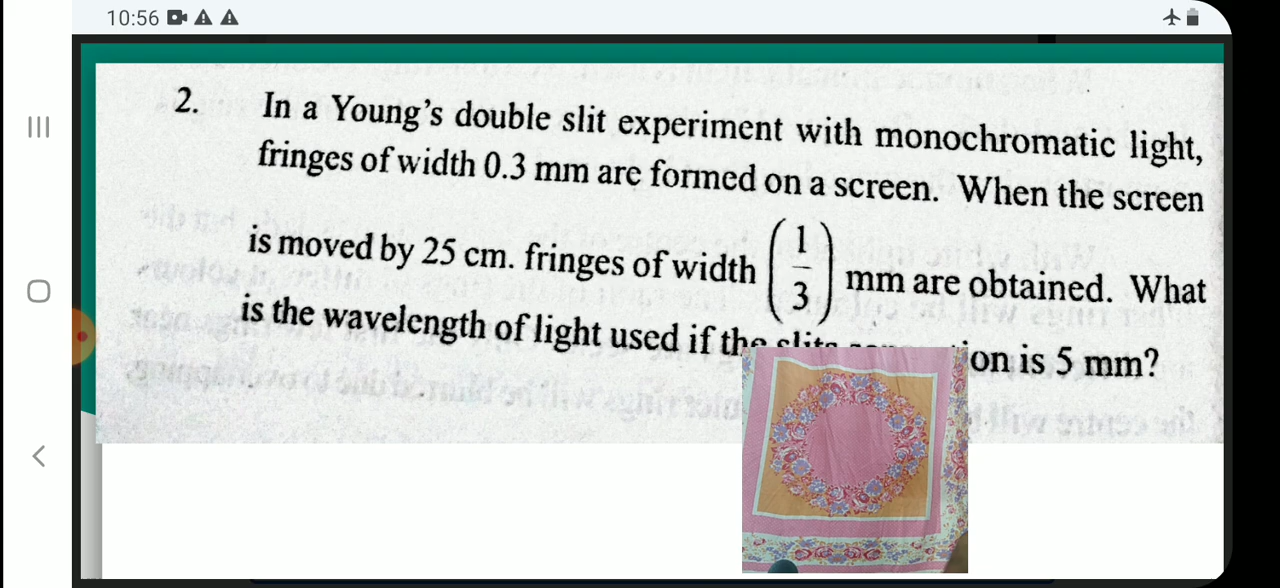 10:56
2. In a Young's double slit experiment with monochromatic light,
fringes of width 0.3 mm are formed on a screen. When the screen
is moved by 25 cm. fringes of width (1/3) mm are obtained. What
is the wavelength of light used if the slits ion is 5 mm?